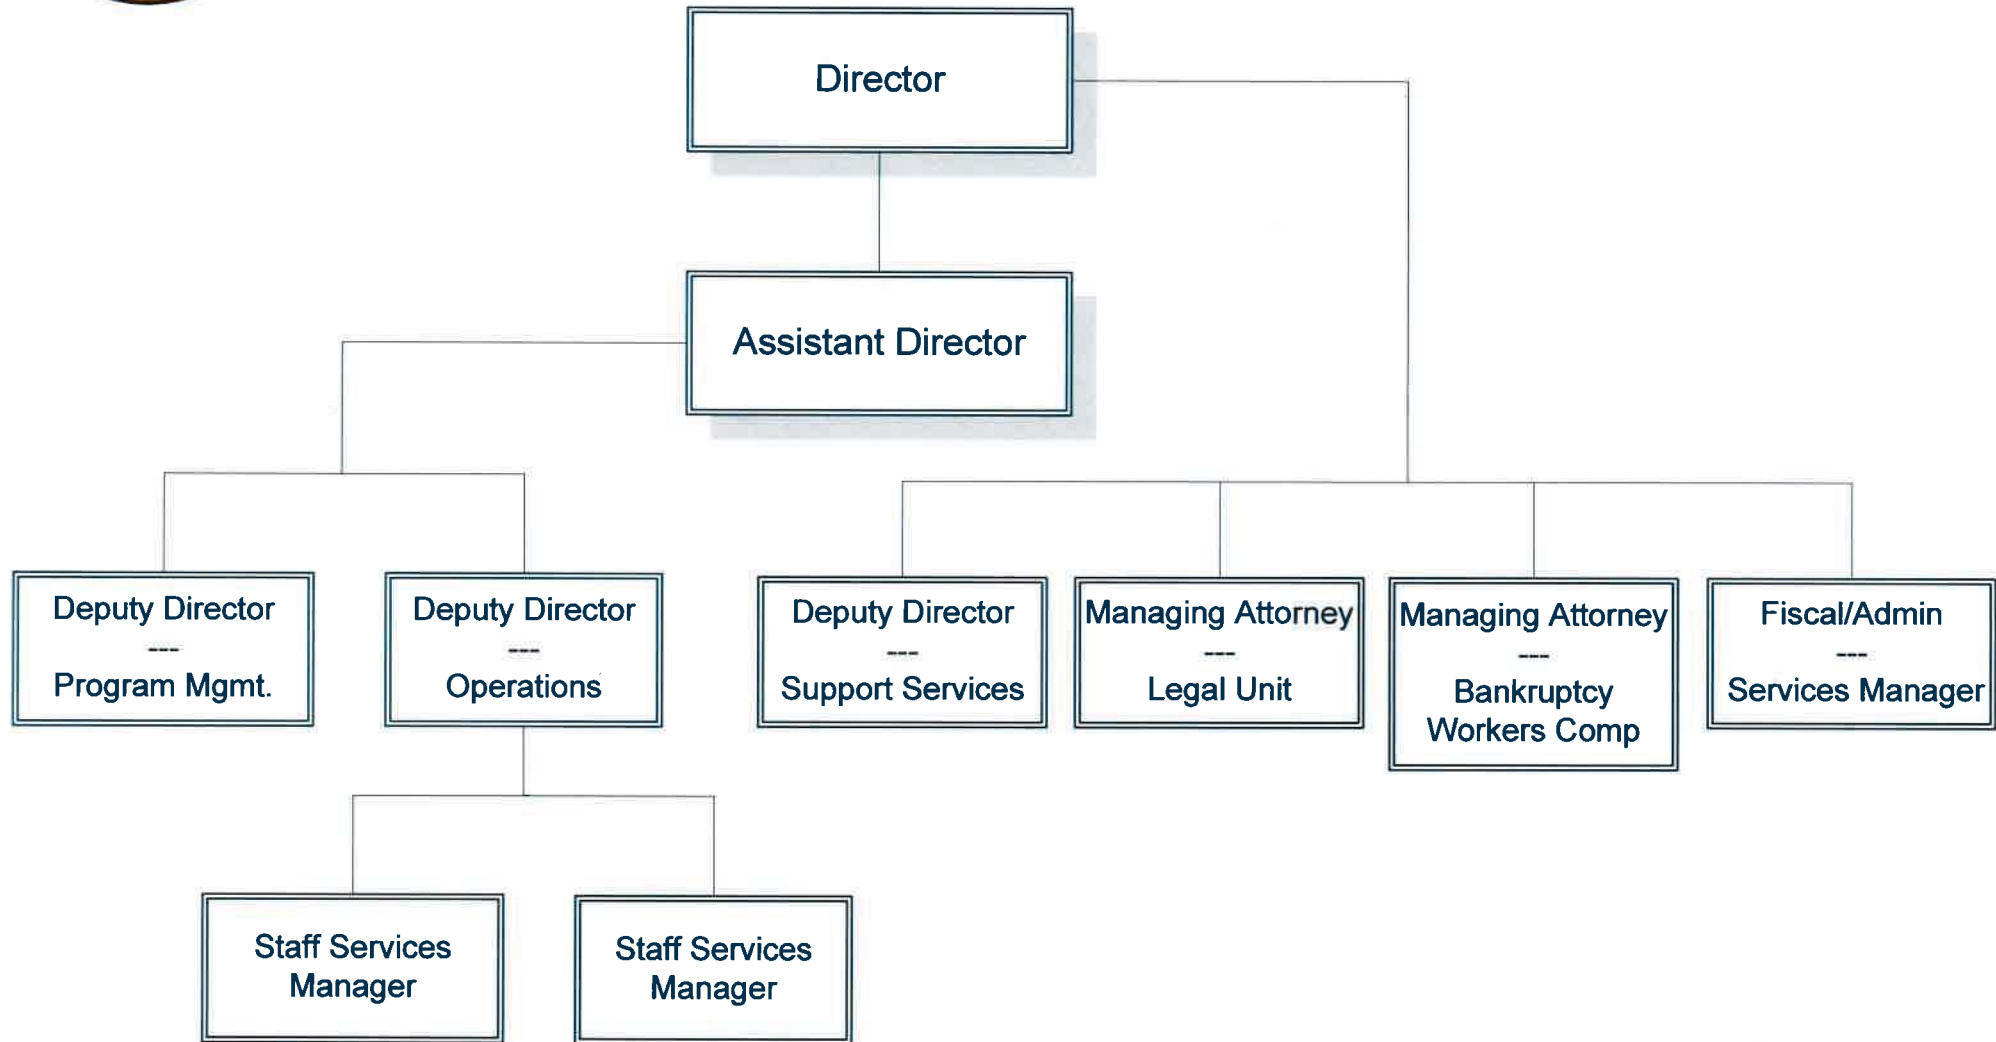 Director
Assistant Director
Deputy Director
---
Program Mgmt.
Deputy Director
---
Operations
Deputy Director
---
Support Services
Managing Attorney
---
Legal Unit
Managing Attorney
---
Bankruptcy
Workers Comp
Fiscal/Admin
---
Services Manager
Staff Services
Manager
Staff Services
Manager